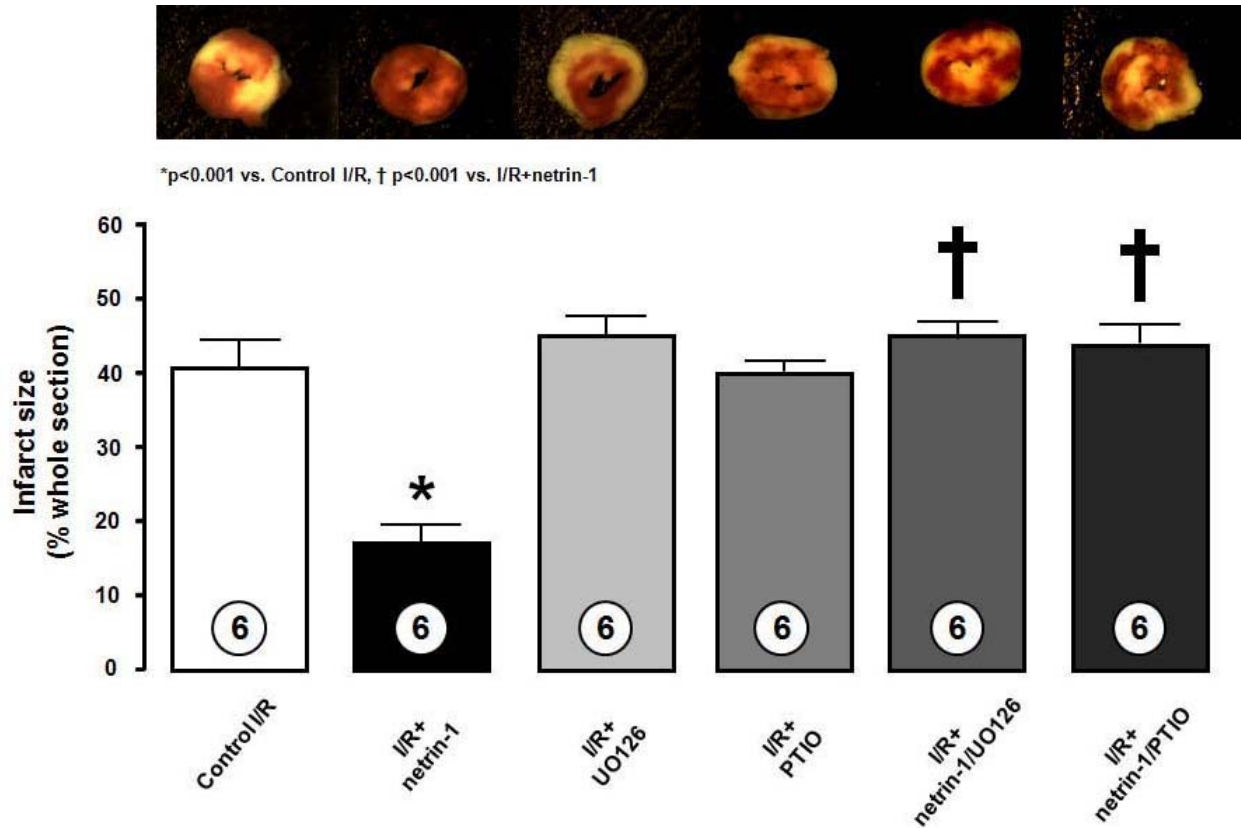 *p<0.001 vs. Control I/R, † p<0.001 vs. I/R+netrin-1
Infarct size
(% whole section)
60
50
40
30
20
10
0
*
†
†
6
6
6
6
6
6
Control I/R
I/R+
netrin-1
I/R+
UO126
I/R+
PTIO
I/R+
netrin-1/UO126
I/R+
netrin-1/PTIO